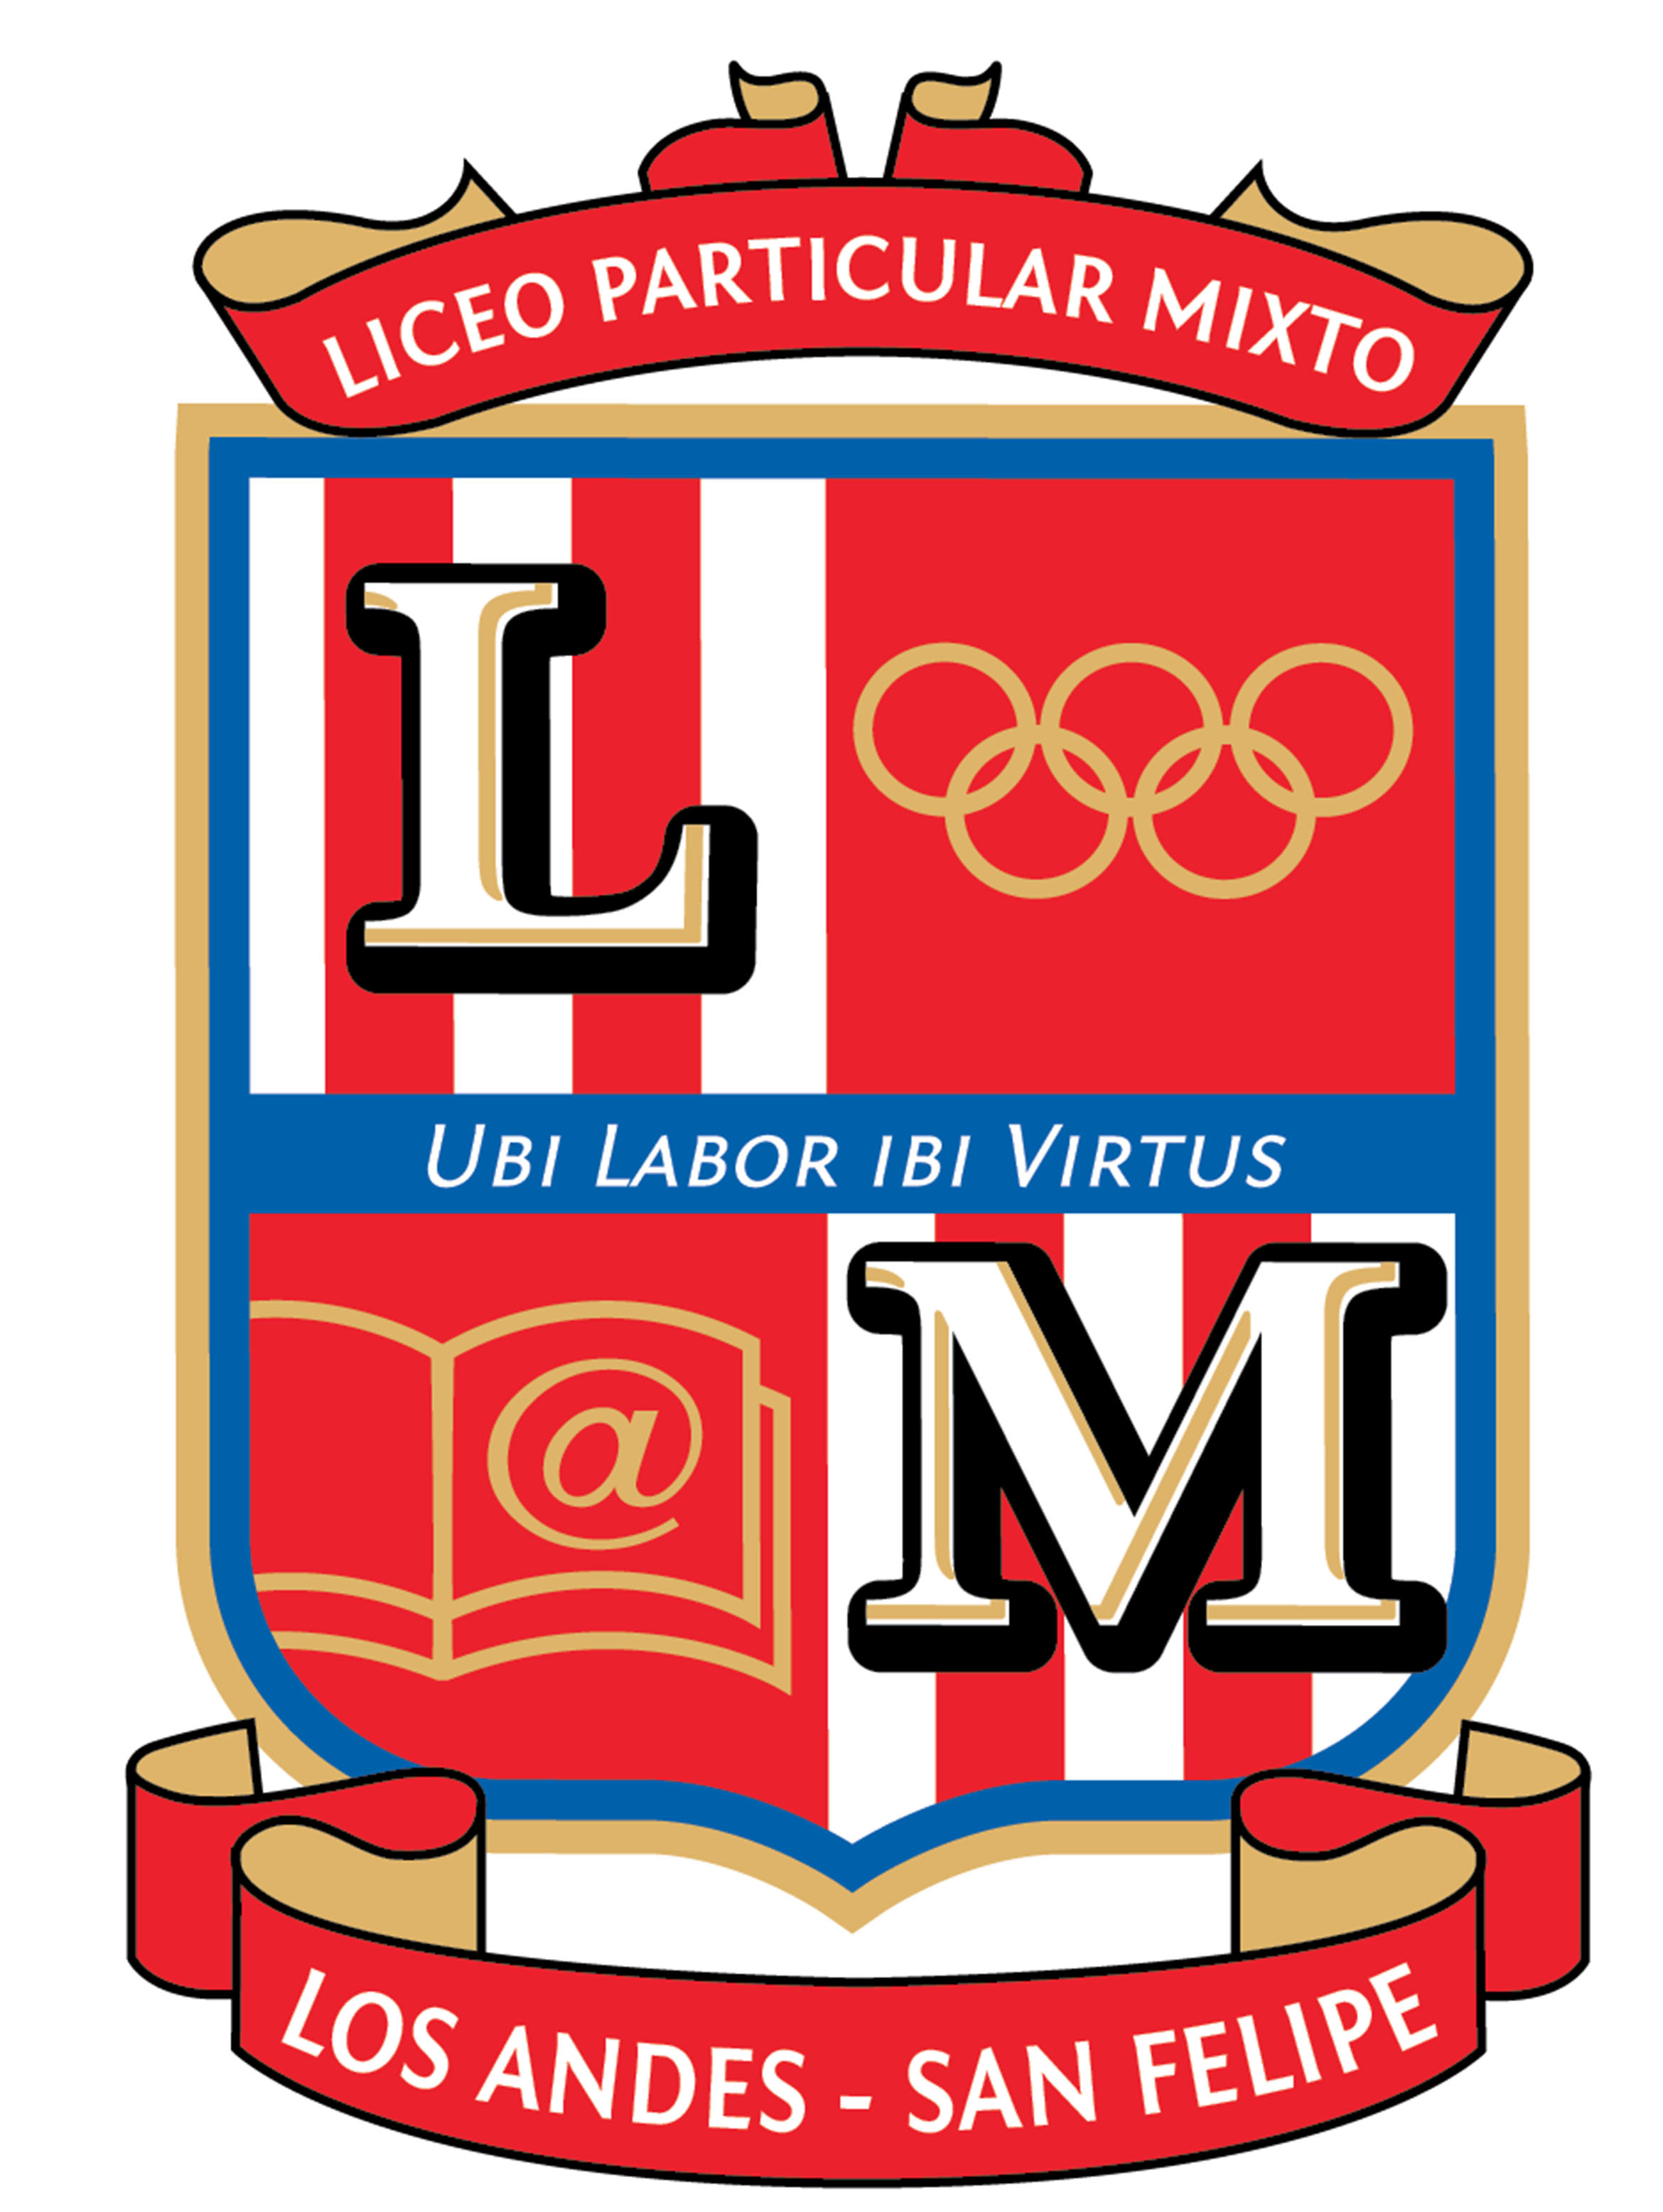 LICEO PARTICULAR MIXTO
L
UBI LABOR IBI VIRTUS
@
M
LOS ANDES - SAN FELIPE